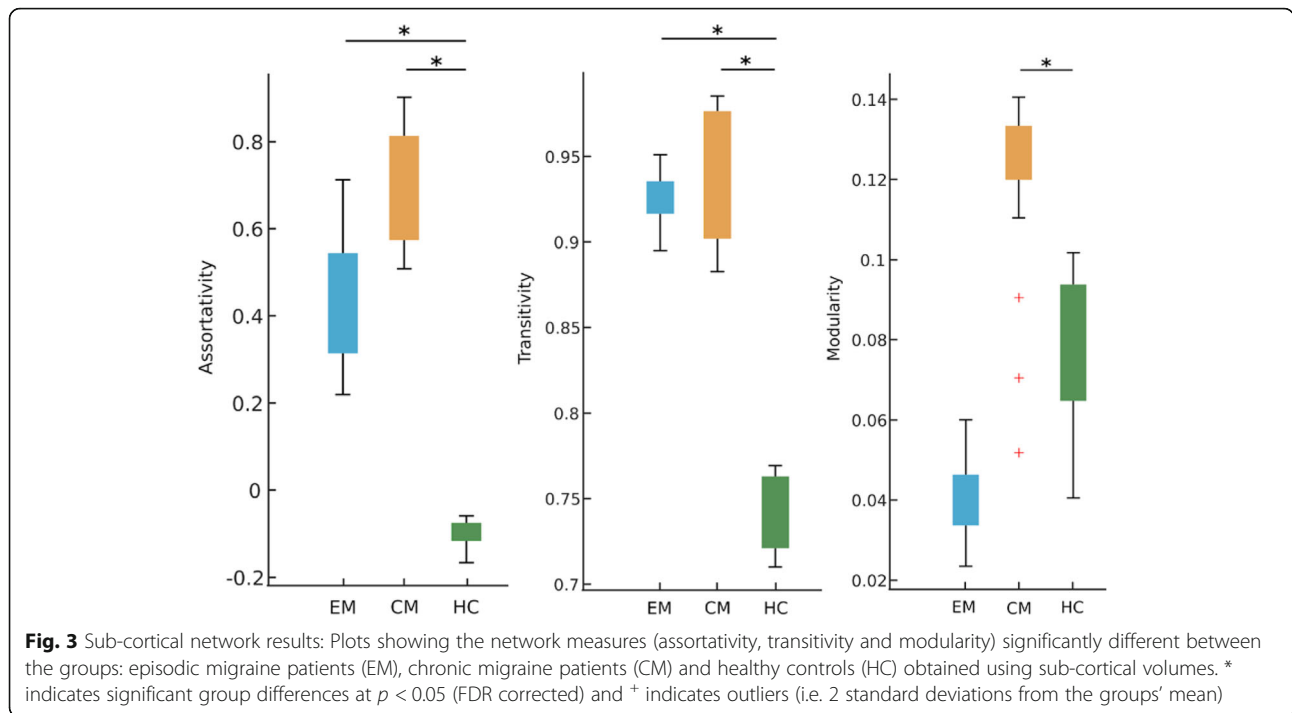 *
*
Assortativity
0.8
0.6
0.4
0.2
0
-0.2
EM CM HC
*
*
Transitivity
0.95
0.9
0.85
0.8
0.75
0.7
EM CM HC
*
Modularity
0.14
0.12
0.1
0.08
0.06
0.04
0.02
EM CM HC
Fig. 3 Sub-cortical network results: Plots showing the network measures (assortativity, transitivity and modularity) significantly different between
the groups: episodic migraine patients (EM), chronic migraine patients (CM) and healthy controls (HC) obtained using sub-cortical volumes. *
indicates significant group differences at p < 0.05 (FDR corrected) and + indicates outliers (i.e. 2 standard deviations from the groups' mean)